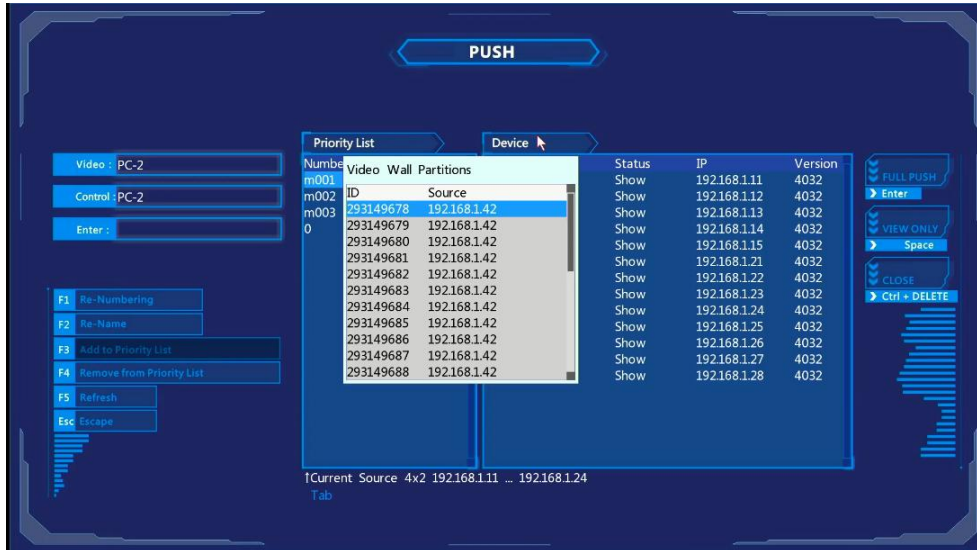 PUSH
Priority List
Device
Video : PC-2
Control : PC-2
Enter :
Numbe
m001
m002
m003
0
Video Wall Partitions
ID Source
293149678 192.168.1.42
293149679 192.168.1.42
293149680 192.168.1.42
293149681 192.168.1.42
293149682 192.168.1.42
293149683 192.168.1.42
293149684 192.168.1.42
293149685 192.168.1.42
293149686 192.168.1.42
293149687 192.168.1.42
293149688 192.168.1.42
Status IP Version
Show 192.168.1.11 4032
Show 192.168.1.12 4032
Show 192.168.1.13 4032
Show 192.168.1.14 4032
Show 192.168.1.15 4032
Show 192.168.1.21 4032
Show 192.168.1.22 4032
Show 192.168.1.23 4032
Show 192.168.1.24 4032
Show 192.168.1.25 4032
Show 192.168.1.26 4032
Show 192.168.1.27 4032
Show 192.168.1.28 4032
FULL PUSH
Enter
VIEW ONLY
Space
CLOSE
Ctrl + DELETE
F1 Re-Numbering
F2 Re-Name
F3 Add to Priority List
F4 Remove from Priority List
F5 Refresh
Esc Escape
↑Current Source 4x2 192.168.1.11 ... 192.168.1.24
Tab